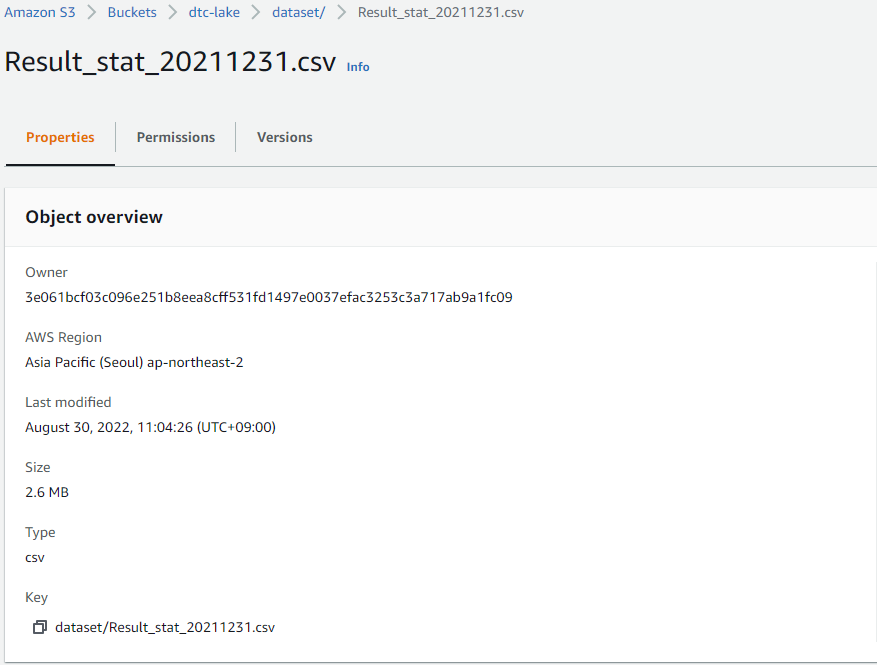 Amazon S3 > Buckets > dtc-lake > dataset/ > Result_stat_20211231.csv
Result_stat_20211231.csv Info
Properties Permissions Versions
Object overview
Owner
3e061bcf03c096e251b8eea8cff531fd1497e0037efac3253c3a717ab9a1fc09
AWS Region
Asia Pacific (Seoul) ap-northeast-2
Last modified
August 30, 2022, 11:04:26 (UTC+09:00)
Size
2.6 MB
Type
csv
Key
dataset/Result_stat_20211231.csv